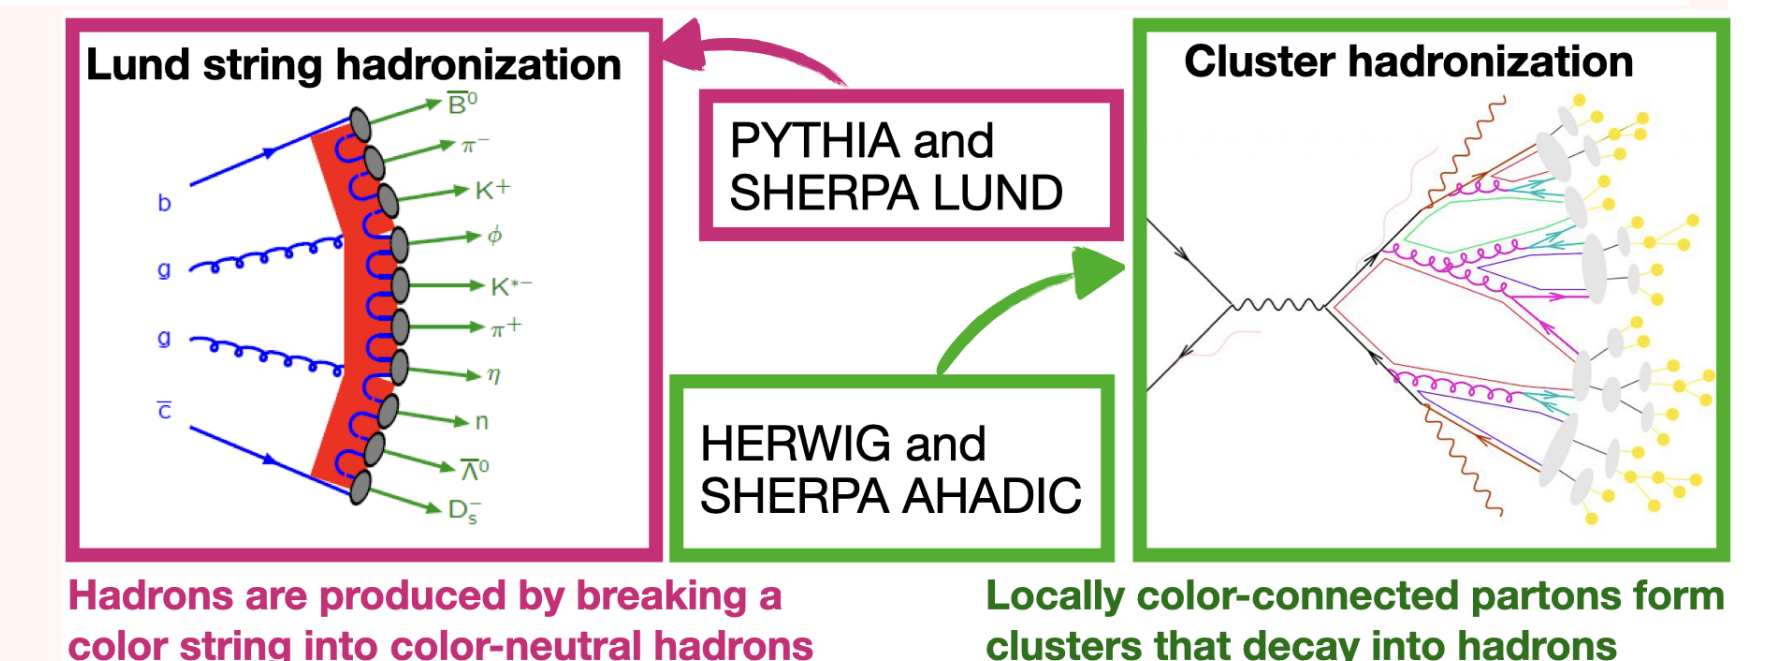 Lund string hadronization
b
g
g
c̅
B̅⁰
π⁻
K⁺
ϕ
K*⁻
π⁺
η
n
Λ̅⁰
Dₛ⁻
PYTHIA and
SHERPA LUND
HERWIG and
SHERPA AHADIC
Cluster hadronization
Hadrons are produced by breaking a
color string into color-neutral hadrons
Locally color-connected partons form
clusters that decay into hadrons